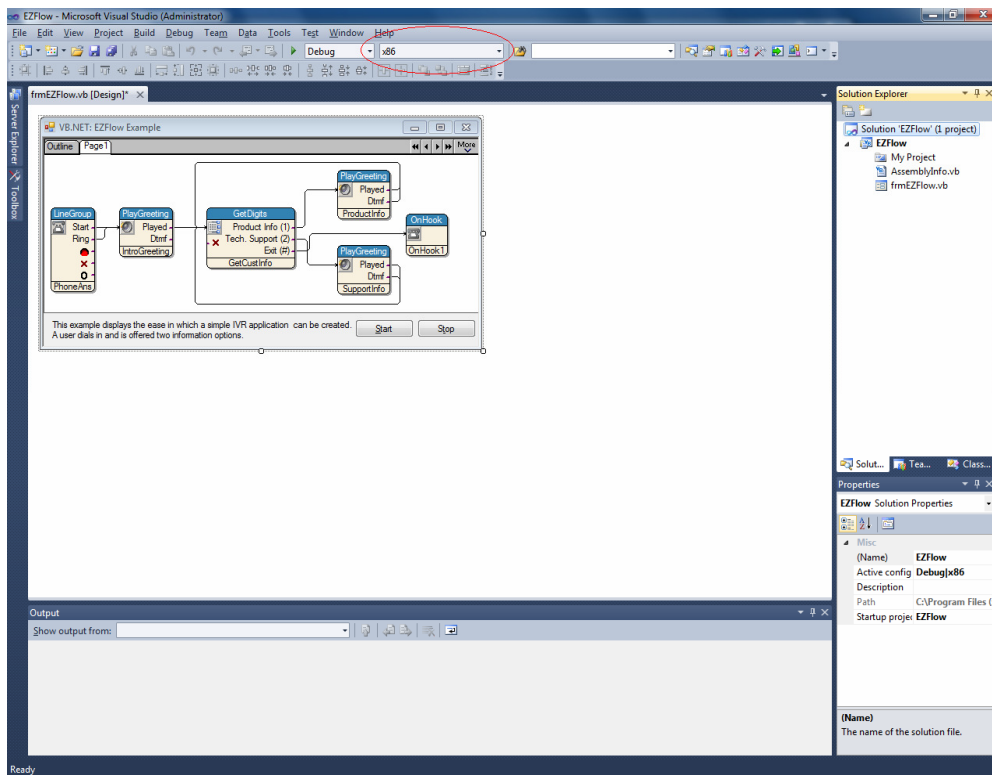 EZFlow - Microsoft Visual Studio (Administrator)
File Edit View Project Build Debug Team Data Tools Test Window Help
Debug x86
frmEZFlow.vb [Design]*
Server Explorer
Toolbox
VB.NET: EZFlow Example
Outline Page1 More
LineGroup
Start
Ring
PhoneAns
PlayGreeting
Played
Dtmf
IntroGreeting
GetDigits
Product Info (1)
Tech. Support (2)
Exit (#)
GetCustInfo
PlayGreeting
Played
Dtmf
ProductInfo
PlayGreeting
Played
Dtmf
SupportInfo
OnHook
OnHook1
This example displays the ease in which a simple IVR application can be created.
A user dials in and is offered two information options.
Start Stop
Solution Explorer
Solution 'EZFlow' (1 project)
EZFlow
My Project
AssemblyInfo.vb
frmEZFlow.vb
Solut... Tea... Class...
Properties
EZFlow Solution Properties
Misc
(Name) EZFlow
Active config Debug|x86
Description
Path C:\Program Files (
Startup projec EZFlow
(Name)
The name of the solution file.
Output
Show output from:
Ready